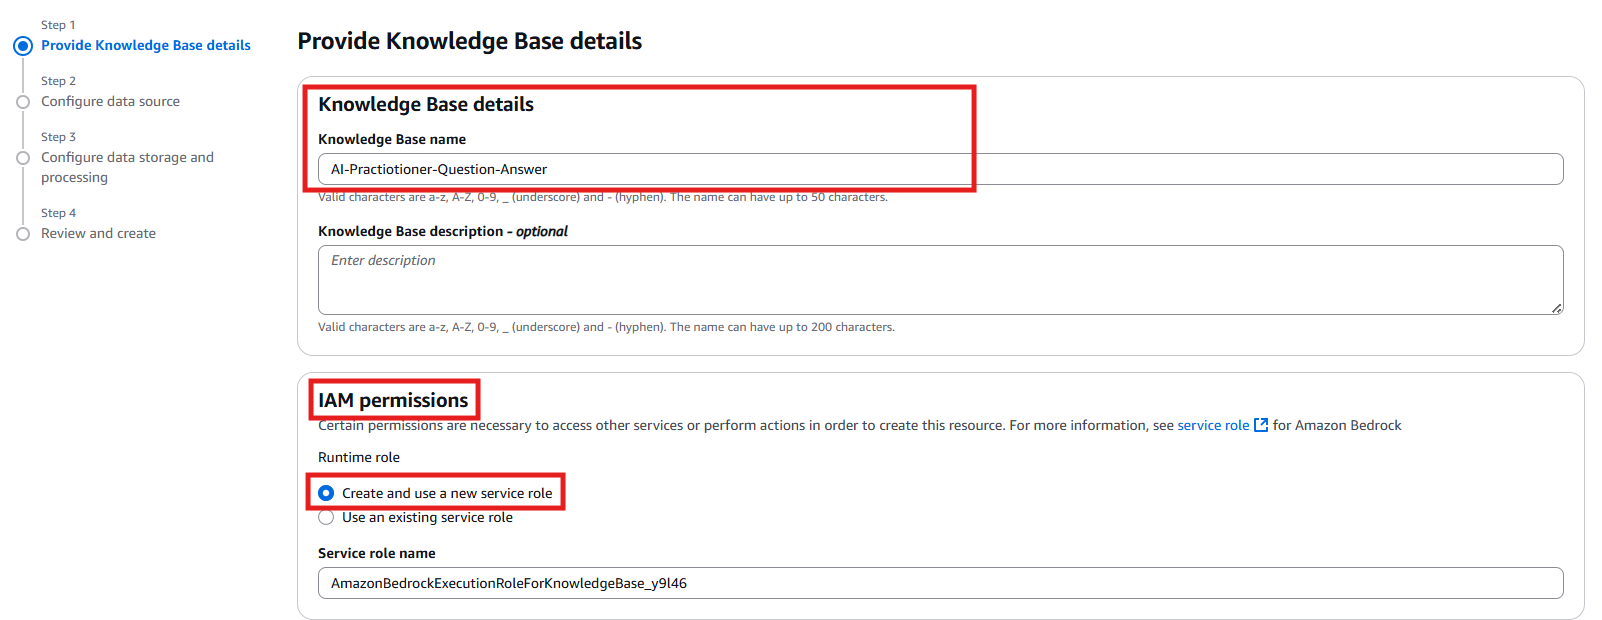 Step 1
Provide Knowledge Base details
Step 2
Configure data source
Step 3
Configure data storage and
processing
Step 4
Review and create
Provide Knowledge Base details
Knowledge Base details
Knowledge Base name
AI-Practiotioner-Question-Answer
Valid characters are a-z, A-Z, 0-9, _ (underscore) and - (hyphen). The name can have up to 50 characters.
Knowledge Base description - optional
Enter description
Valid characters are a-z, A-Z, 0-9, _ (underscore) and - (hyphen). The name can have up to 200 characters.
IAM permissions
Certain permissions are necessary to access other services or perform actions in order to create this resource. For more information, see service role for Amazon Bedrock
Runtime role
Create and use a new service role
Use an existing service role
Service role name
AmazonBedrockExecutionRoleForKnowledgeBase_y9l46